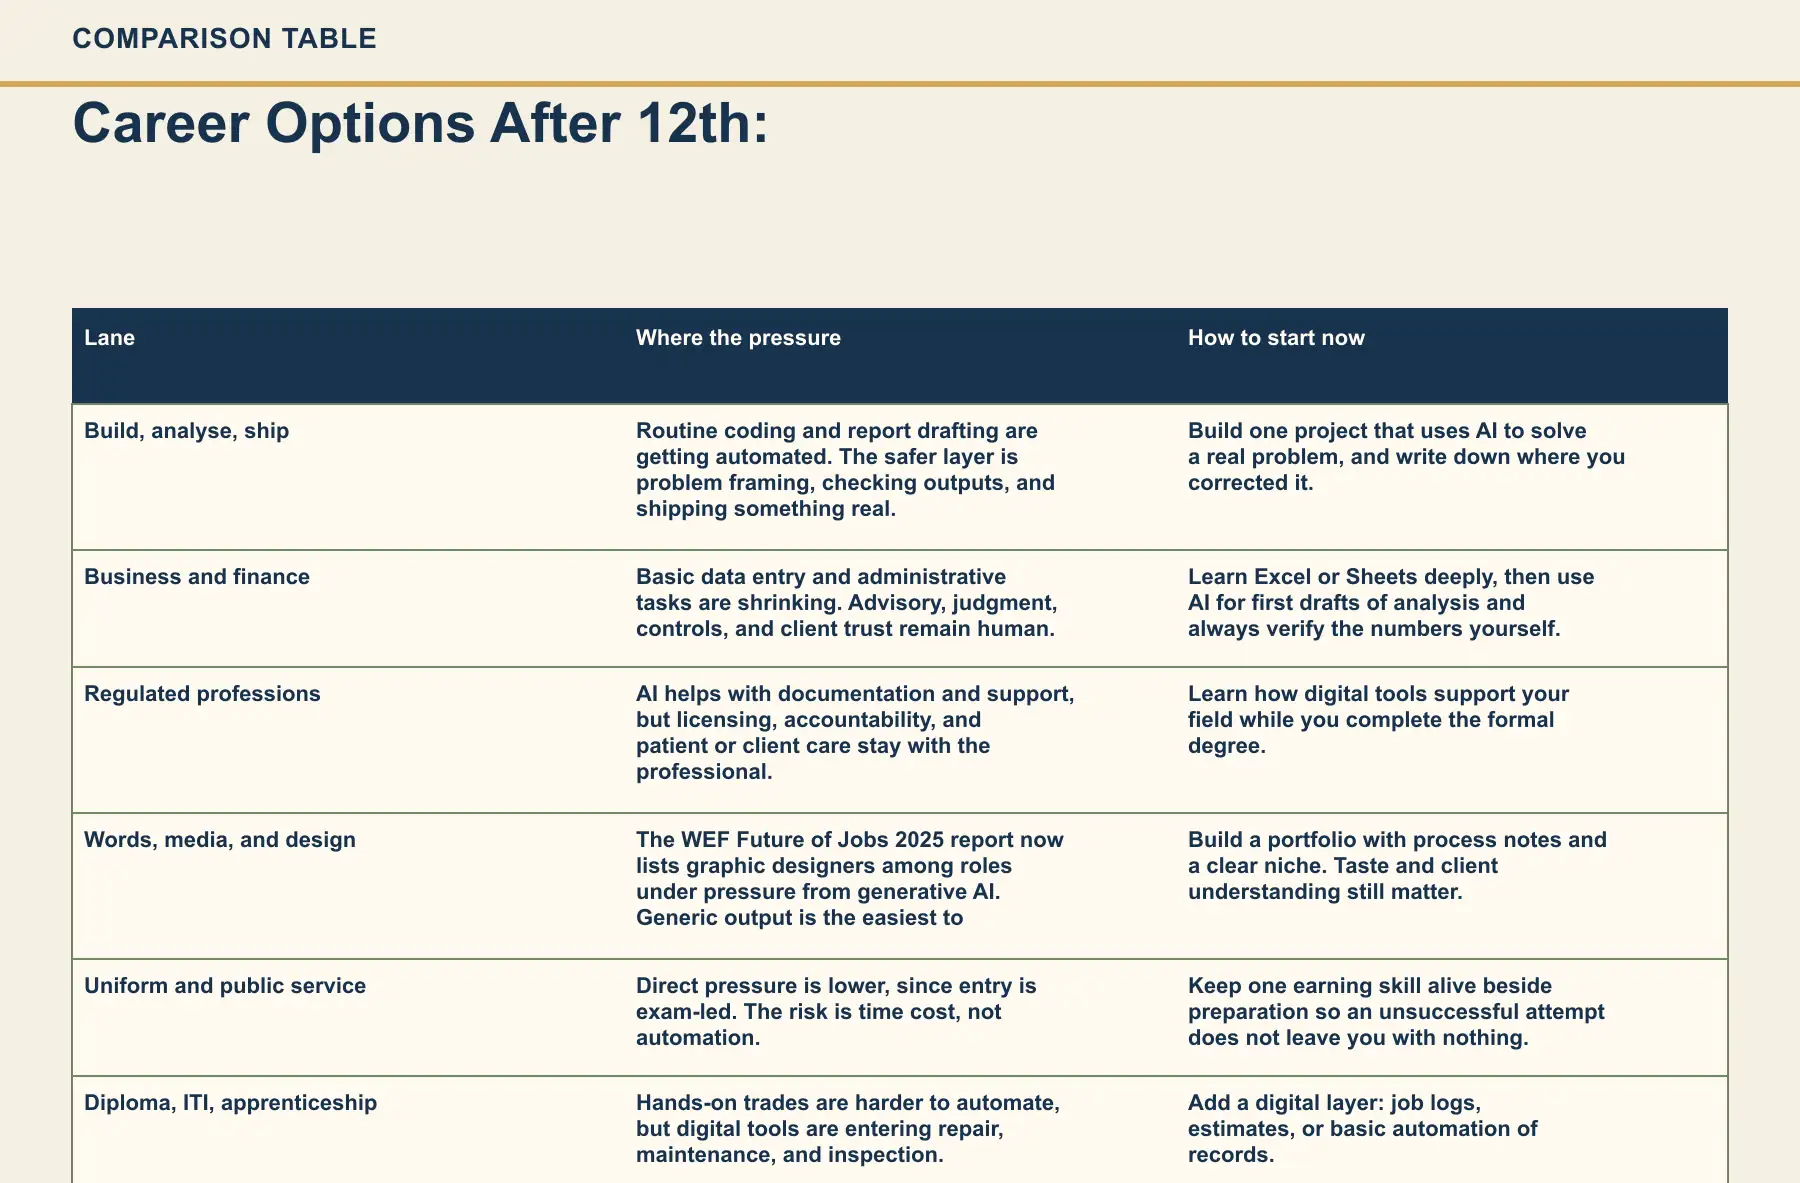 COMPARISON TABLE
Career Options After 12th:
Lane
Where the pressure
How to start now
Build, analyse, ship
Routine coding and report drafting are
getting automated. The safer layer is
problem framing, checking outputs, and
shipping something real.
Build one project that uses AI to solve
a real problem, and write down where you
corrected it.
Business and finance
Basic data entry and administrative
tasks are shrinking. Advisory, judgment,
controls, and client trust remain human.
Learn Excel or Sheets deeply, then use
AI for first drafts of analysis and
always verify the numbers yourself.
Regulated professions
AI helps with documentation and support,
but licensing, accountability, and
patient or client care stay with the
professional.
Learn how digital tools support your
field while you complete the formal
degree.
Words, media, and design
The WEF Future of Jobs 2025 report now
lists graphic designers among roles
under pressure from generative AI.
Generic output is the easiest to
Build a portfolio with process notes and
a clear niche. Taste and client
understanding still matter.
Uniform and public service
Direct pressure is lower, since entry is
exam-led. The risk is time cost, not
automation.
Keep one earning skill alive beside
preparation so an unsuccessful attempt
does not leave you with nothing.
Diploma, ITI, apprenticeship
Hands-on trades are harder to automate,
but digital tools are entering repair,
maintenance, and inspection.
Add a digital layer: job logs,
estimates, or basic automation of
records.